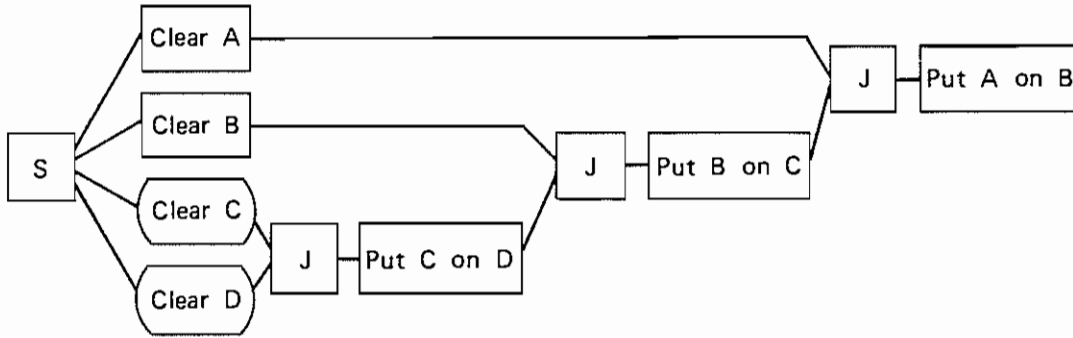 Clear A
J
Put A on B
Clear B
S
J
Put B on C
Clear C
J
Put C on D
Clear D